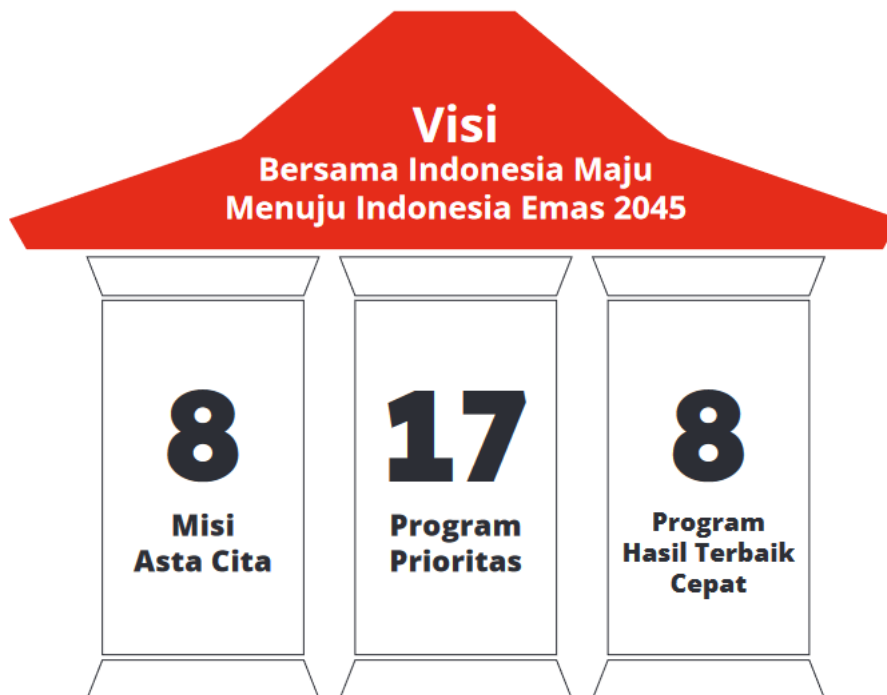 Visi
Bersama Indonesia Maju
Menuju Indonesia Emas 2045
8
Misi
Asta Cita
17
Program
Prioritas
8
Program
Hasil Terbaik
Cepat